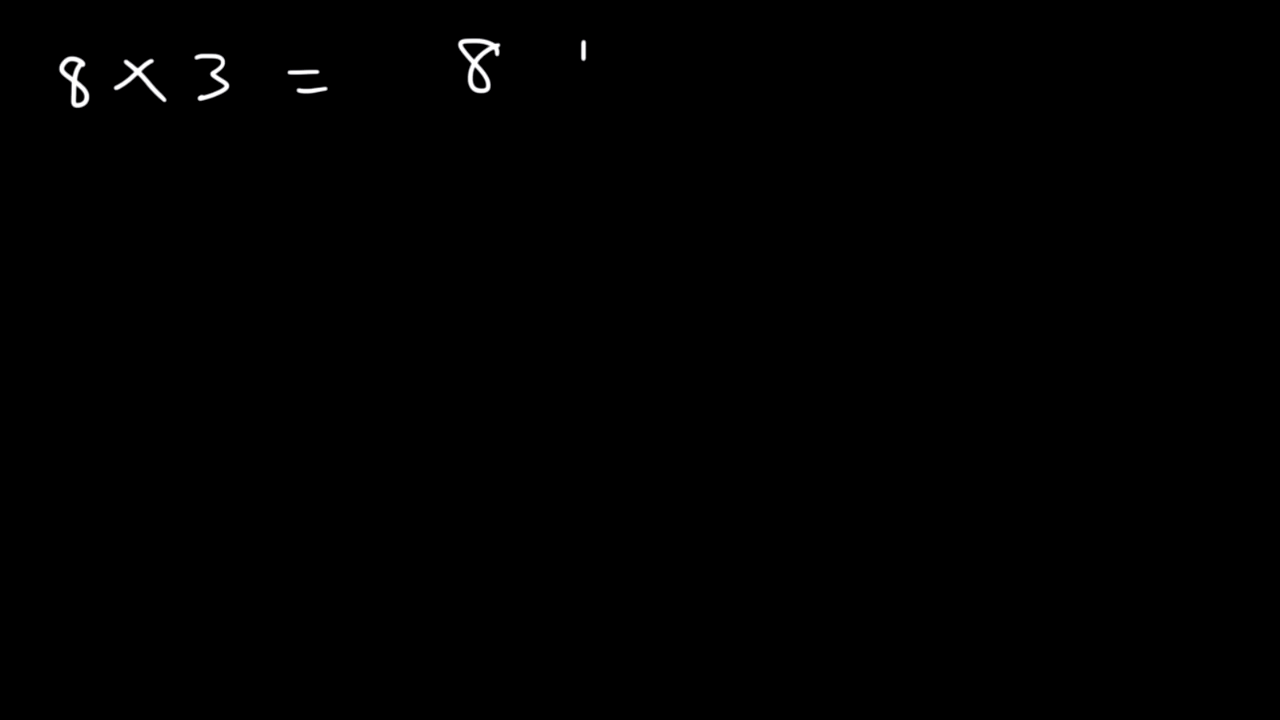 8 × 3 = 8